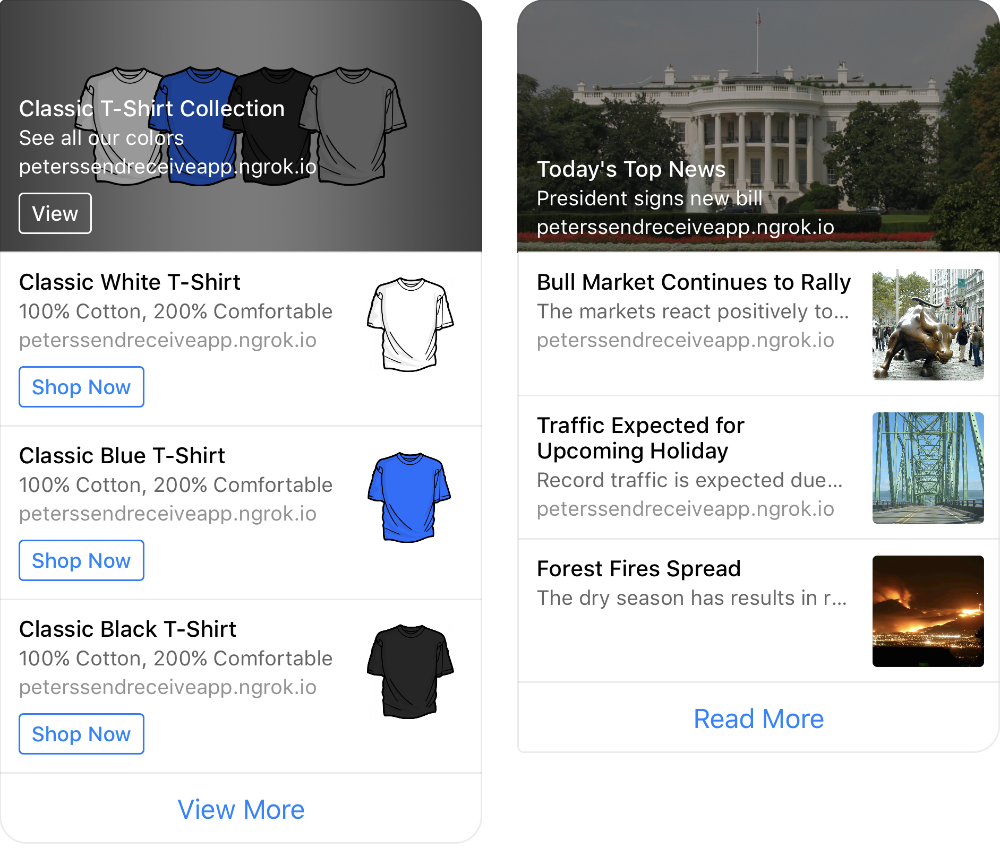 Classic T-Shirt Collection
See all our colors
peterssendreceiveapp.ngrok.io
View
Classic White T-Shirt
100% Cotton, 200% Comfortable
peterssendreceiveapp.ngrok.io
Shop Now
Classic Blue T-Shirt
100% Cotton, 200% Comfortable
peterssendreceiveapp.ngrok.io
Shop Now
Classic Black T-Shirt
100% Cotton, 200% Comfortable
peterssendreceiveapp.ngrok.io
Shop Now
View More
Today's Top News
President signs new bill
peterssendreceiveapp.ngrok.io
Bull Market Continues to Rally
The markets react positively to...
peterssendreceiveapp.ngrok.io
Traffic Expected for
Upcoming Holiday
Record traffic is expected due...
peterssendreceiveapp.ngrok.io
Forest Fires Spread
The dry season has results in r...
Read More